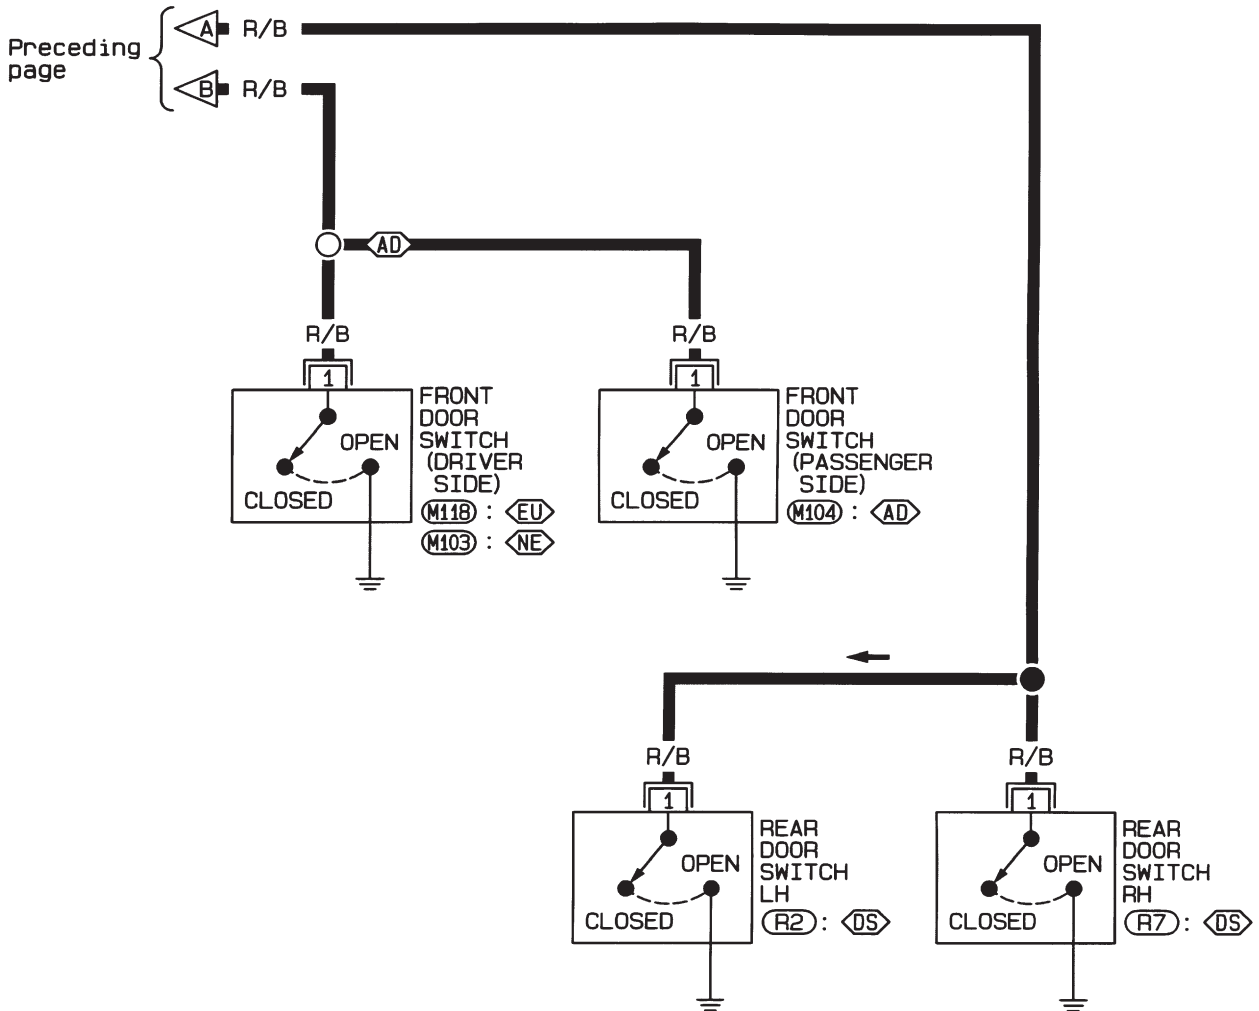 Preceding
page
A R/B
B R/B
AD
R/B
R/B
1
1
OPEN
CLOSED
FRONT
DOOR
SWITCH
(DRIVER
SIDE)
M118 : EU
M103 : NE
OPEN
CLOSED
FRONT
DOOR
SWITCH
(PASSENGER
SIDE)
M104 : AD
R/B
R/B
1
1
OPEN
CLOSED
REAR
DOOR
SWITCH
LH
R2 : DS
OPEN
CLOSED
REAR
DOOR
SWITCH
RH
R7 : DS